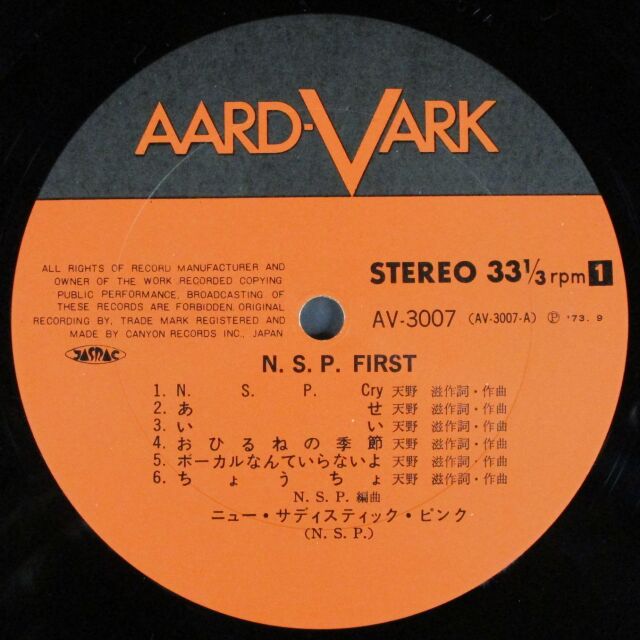 AARD-VARK
ALL RIGHTS OF RECORD MANUFACTURER AND
OWNER OF THE WORK RECORDED COPYING
PUBLIC PERFORMANCE, BROADCASTING OF
THESE RECORDS ARE FORBIDDEN. ORIGINAL
RECORDING BY, TRADE MARK REGISTERED AND
MADE BY CANYON RECORDS INC., JAPAN
JASRAC
STEREO 33 1/3 rpm 1
AV-3007 (AV-3007-A) Ⓟ '73. 9
N. S. P. FIRST
1. N. S. P. Cry 天野 滋作詞・作曲
2. あせ 天野 滋作詞・作曲
3. いい 天野 滋作詞・作曲
4. おひるねの季節 天野 滋作詞・作曲
5. ボーカルなんていらないよ 天野 滋作詞・作曲
6. ちょうちょ 天野 滋作詞・作曲
N. S. P. 編曲
ニュー・サディスティック・ピンク
(N. S. P.)